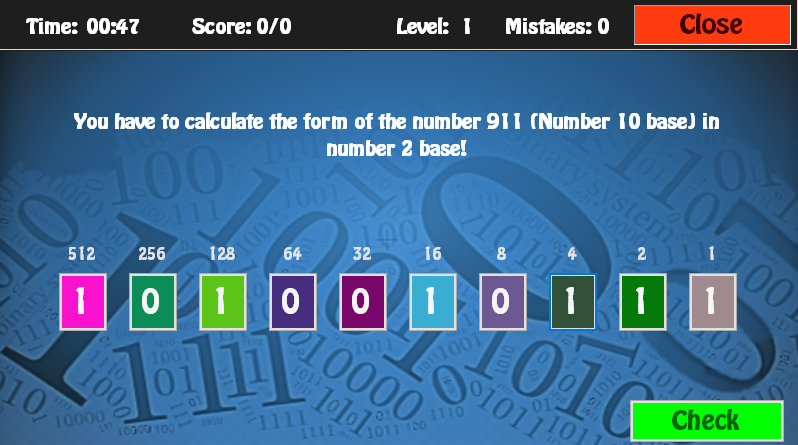 Time: 00:47 Score: 0/0 Level: 1 Mistakes: 0 Close
You have to calculate the form of the number 911 (Number 10 base) in
number 2 base!
512 256 128 64 32 16 8 4 2 1
1 0 1 0 0 1 0 1 1 1
Check